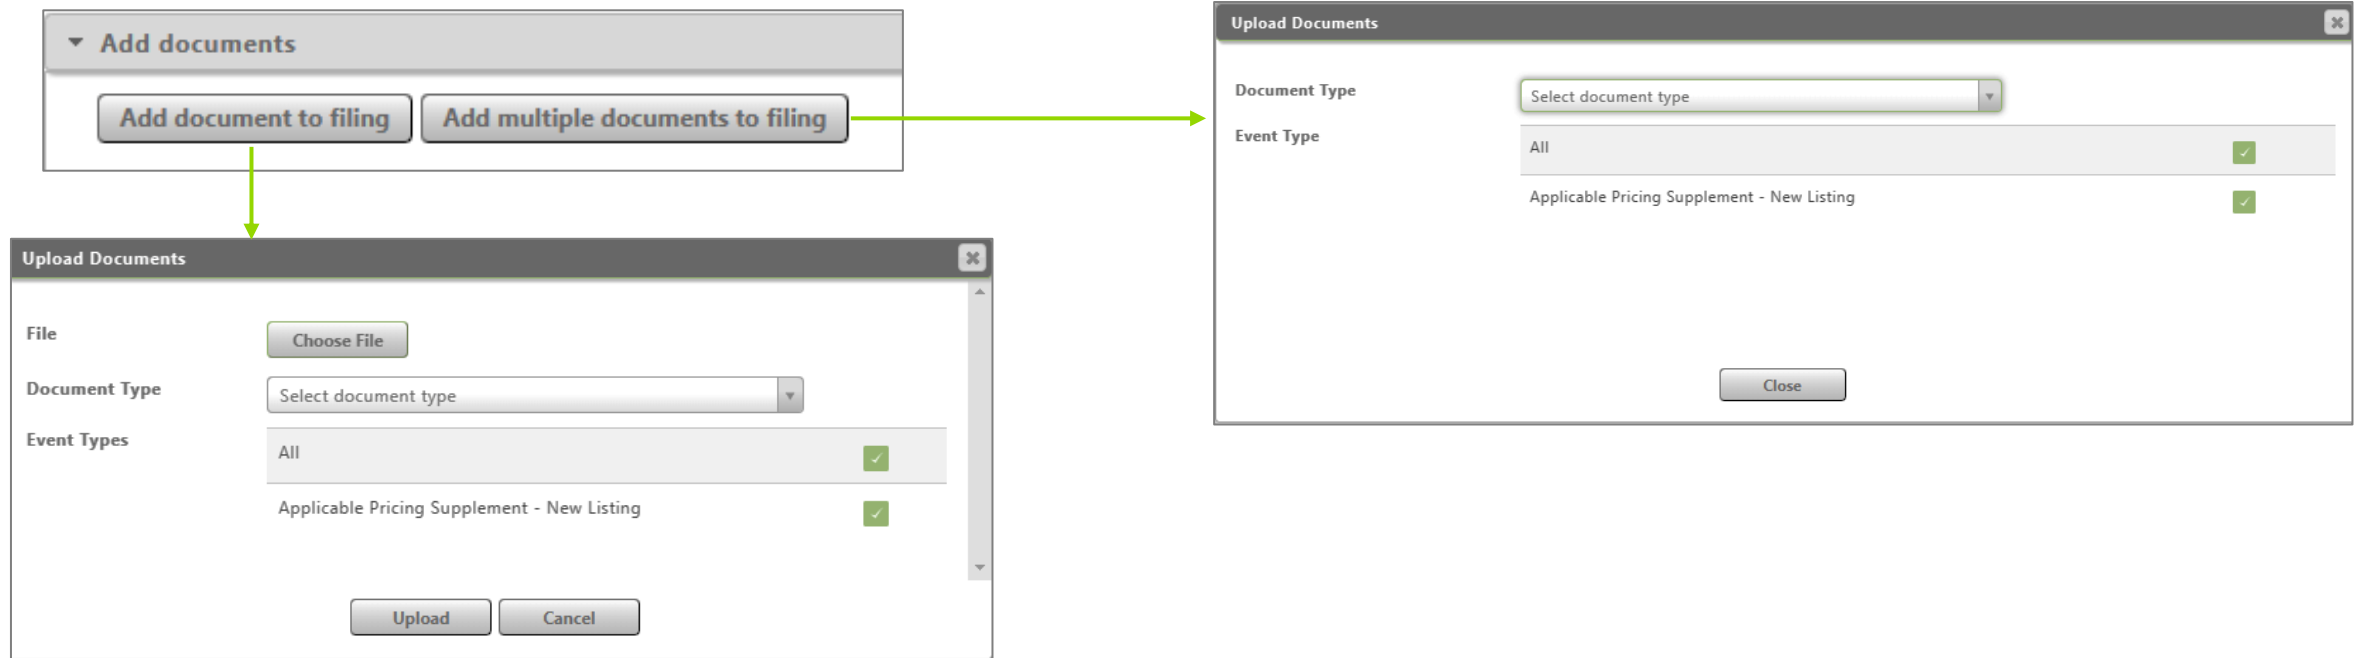 Add documents
Add document to filing
Add multiple documents to filing
Upload Documents
File
Choose File
Document Type
Select document type
Event Types
All
Applicable Pricing Supplement - New Listing
Upload
Cancel
Upload Documents
Document Type
Select document type
Event Type
All
Applicable Pricing Supplement - New Listing
Close